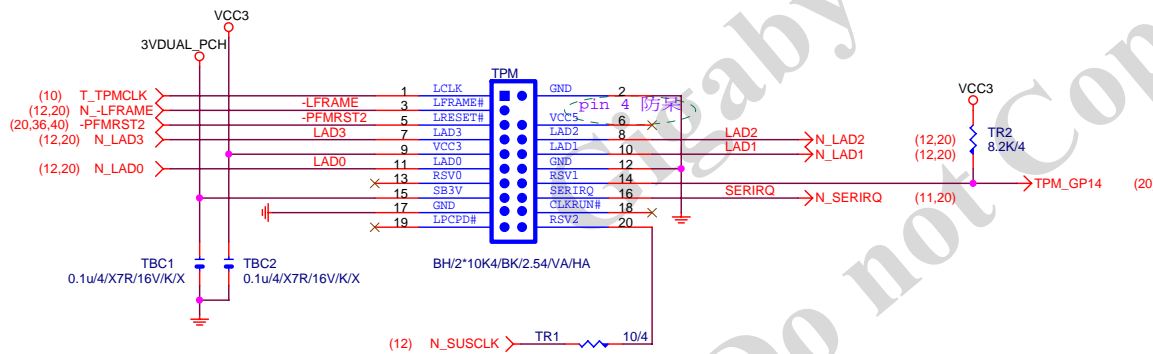 VCC3
3VDUAL_PCH
TPM
(10) T_TPMCLK 1 LCLK GND 2
(12,20) N_-LFRAME -LFRAME 3 LFRAME# pin 4 防呆
(20,36,40) -PFMRST2 -PFMRST2 5 LRESET# VCC5 6
(12,20) N_LAD3 LAD3 7 LAD3 LAD2 8 LAD2 N_LAD2 (12,20)
9 VCC3 LAD1 10 LAD1 N_LAD1 (12,20)
(12,20) N_LAD0 LAD0 11 LAD0 GND 12
13 RSV0 RSV1 14 TPM_GP14 (20
15 SB3V SERIRQ 16 SERIRQ N_SERIRQ (11,20)
17 GND CLKRUN# 18
19 LPCPD# RSV2 20
VCC3
TR2
8.2K/4
BH/2*10K4/BK/2.54/VA/HA
TBC1
0.1u/4/X7R/16V/K/X
TBC2
0.1u/4/X7R/16V/K/X
(12) N_SUSCLK TR1 10/4
Gigaby
Do not Cop